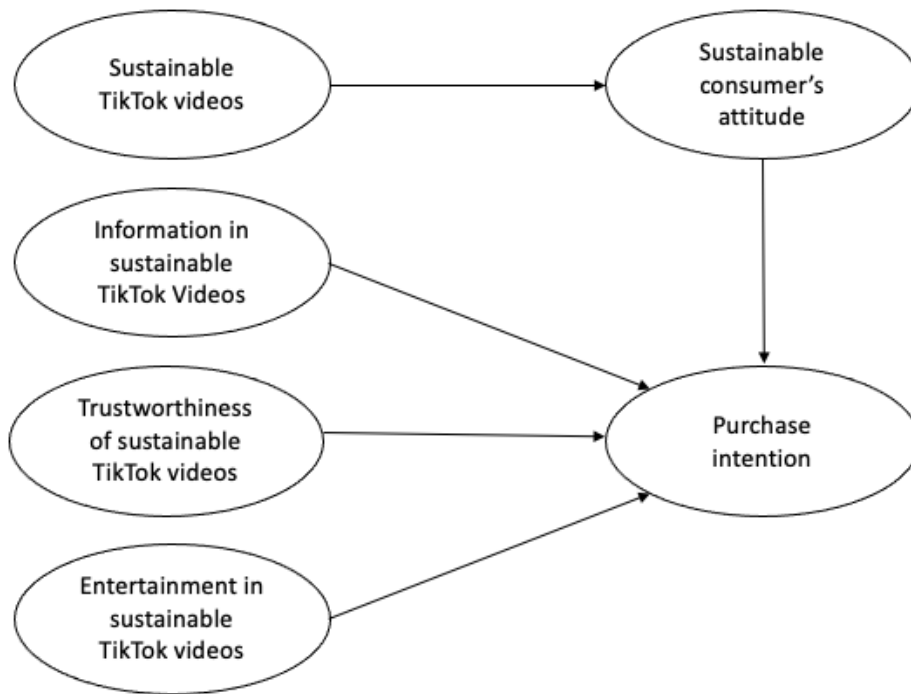 Sustainable
TikTok videos
Sustainable
consumer’s
attitude
Information in
sustainable
TikTok Videos
Trustworthiness
of sustainable
TikTok videos
Purchase
intention
Entertainment in
sustainable
TikTok videos